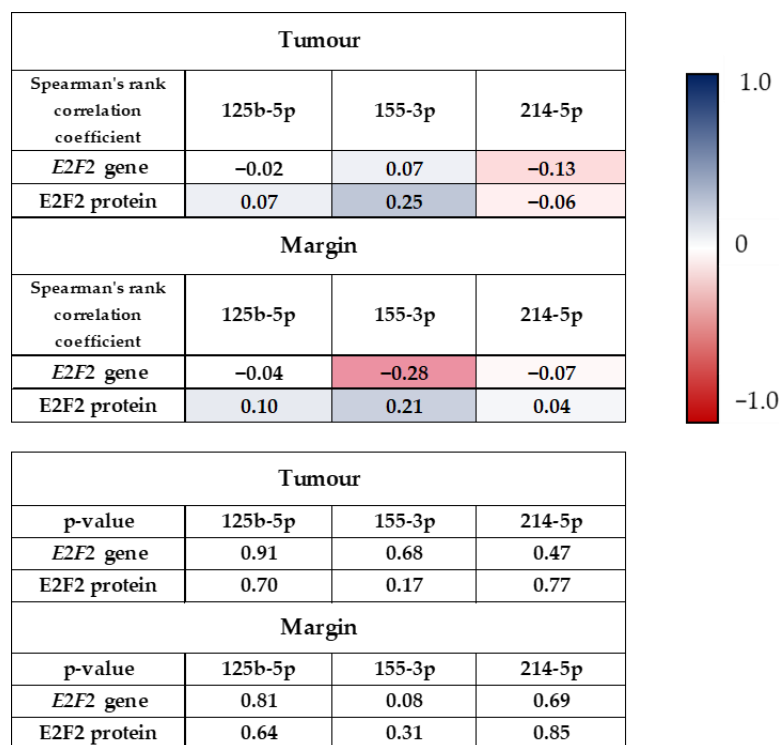 Tumour
Spearman's rank
correlation
coefficient
125b-5p 155-3p 214-5p
E2F2 gene −0.02 0.07 −0.13
E2F2 protein 0.07 0.25 −0.06
Margin
Spearman's rank
correlation
coefficient
125b-5p 155-3p 214-5p
E2F2 gene −0.04 −0.28 −0.07
E2F2 protein 0.10 0.21 0.04
1.0
0
−1.0
Tumour
p-value 125b-5p 155-3p 214-5p
E2F2 gene 0.91 0.68 0.47
E2F2 protein 0.70 0.17 0.77
Margin
p-value 125b-5p 155-3p 214-5p
E2F2 gene 0.81 0.08 0.69
E2F2 protein 0.64 0.31 0.85